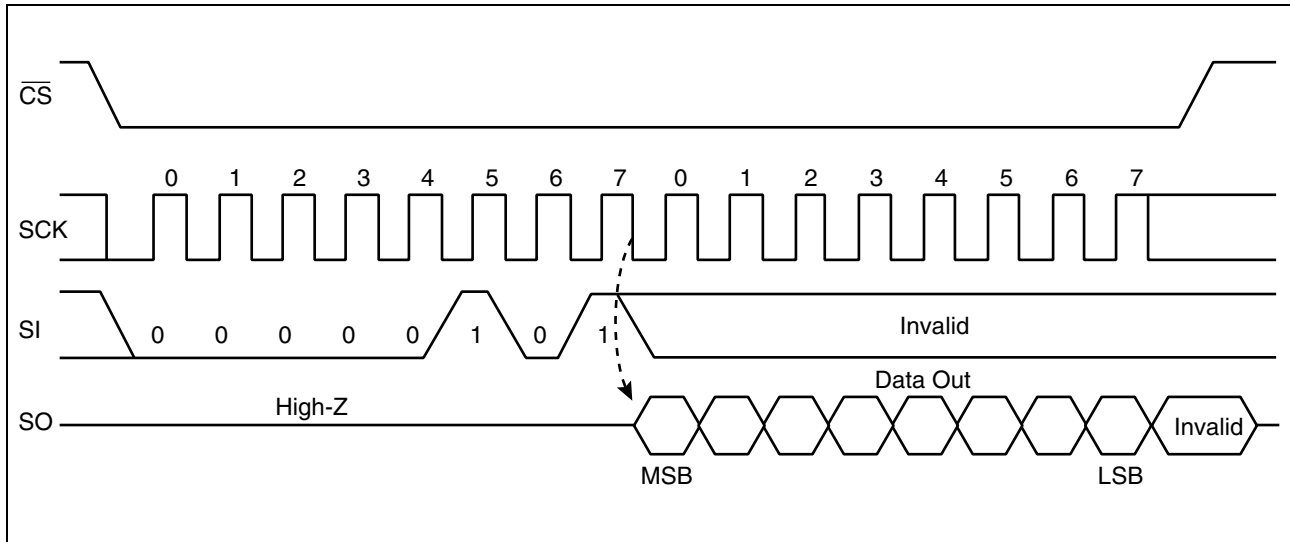 CS
0 1 2 3 4 5 6 7 0 1 2 3 4 5 6 7
SCK
SI 0 0 0 0 0 1 0 1 Invalid
Data Out
High-Z
SO Invalid
MSB LSB